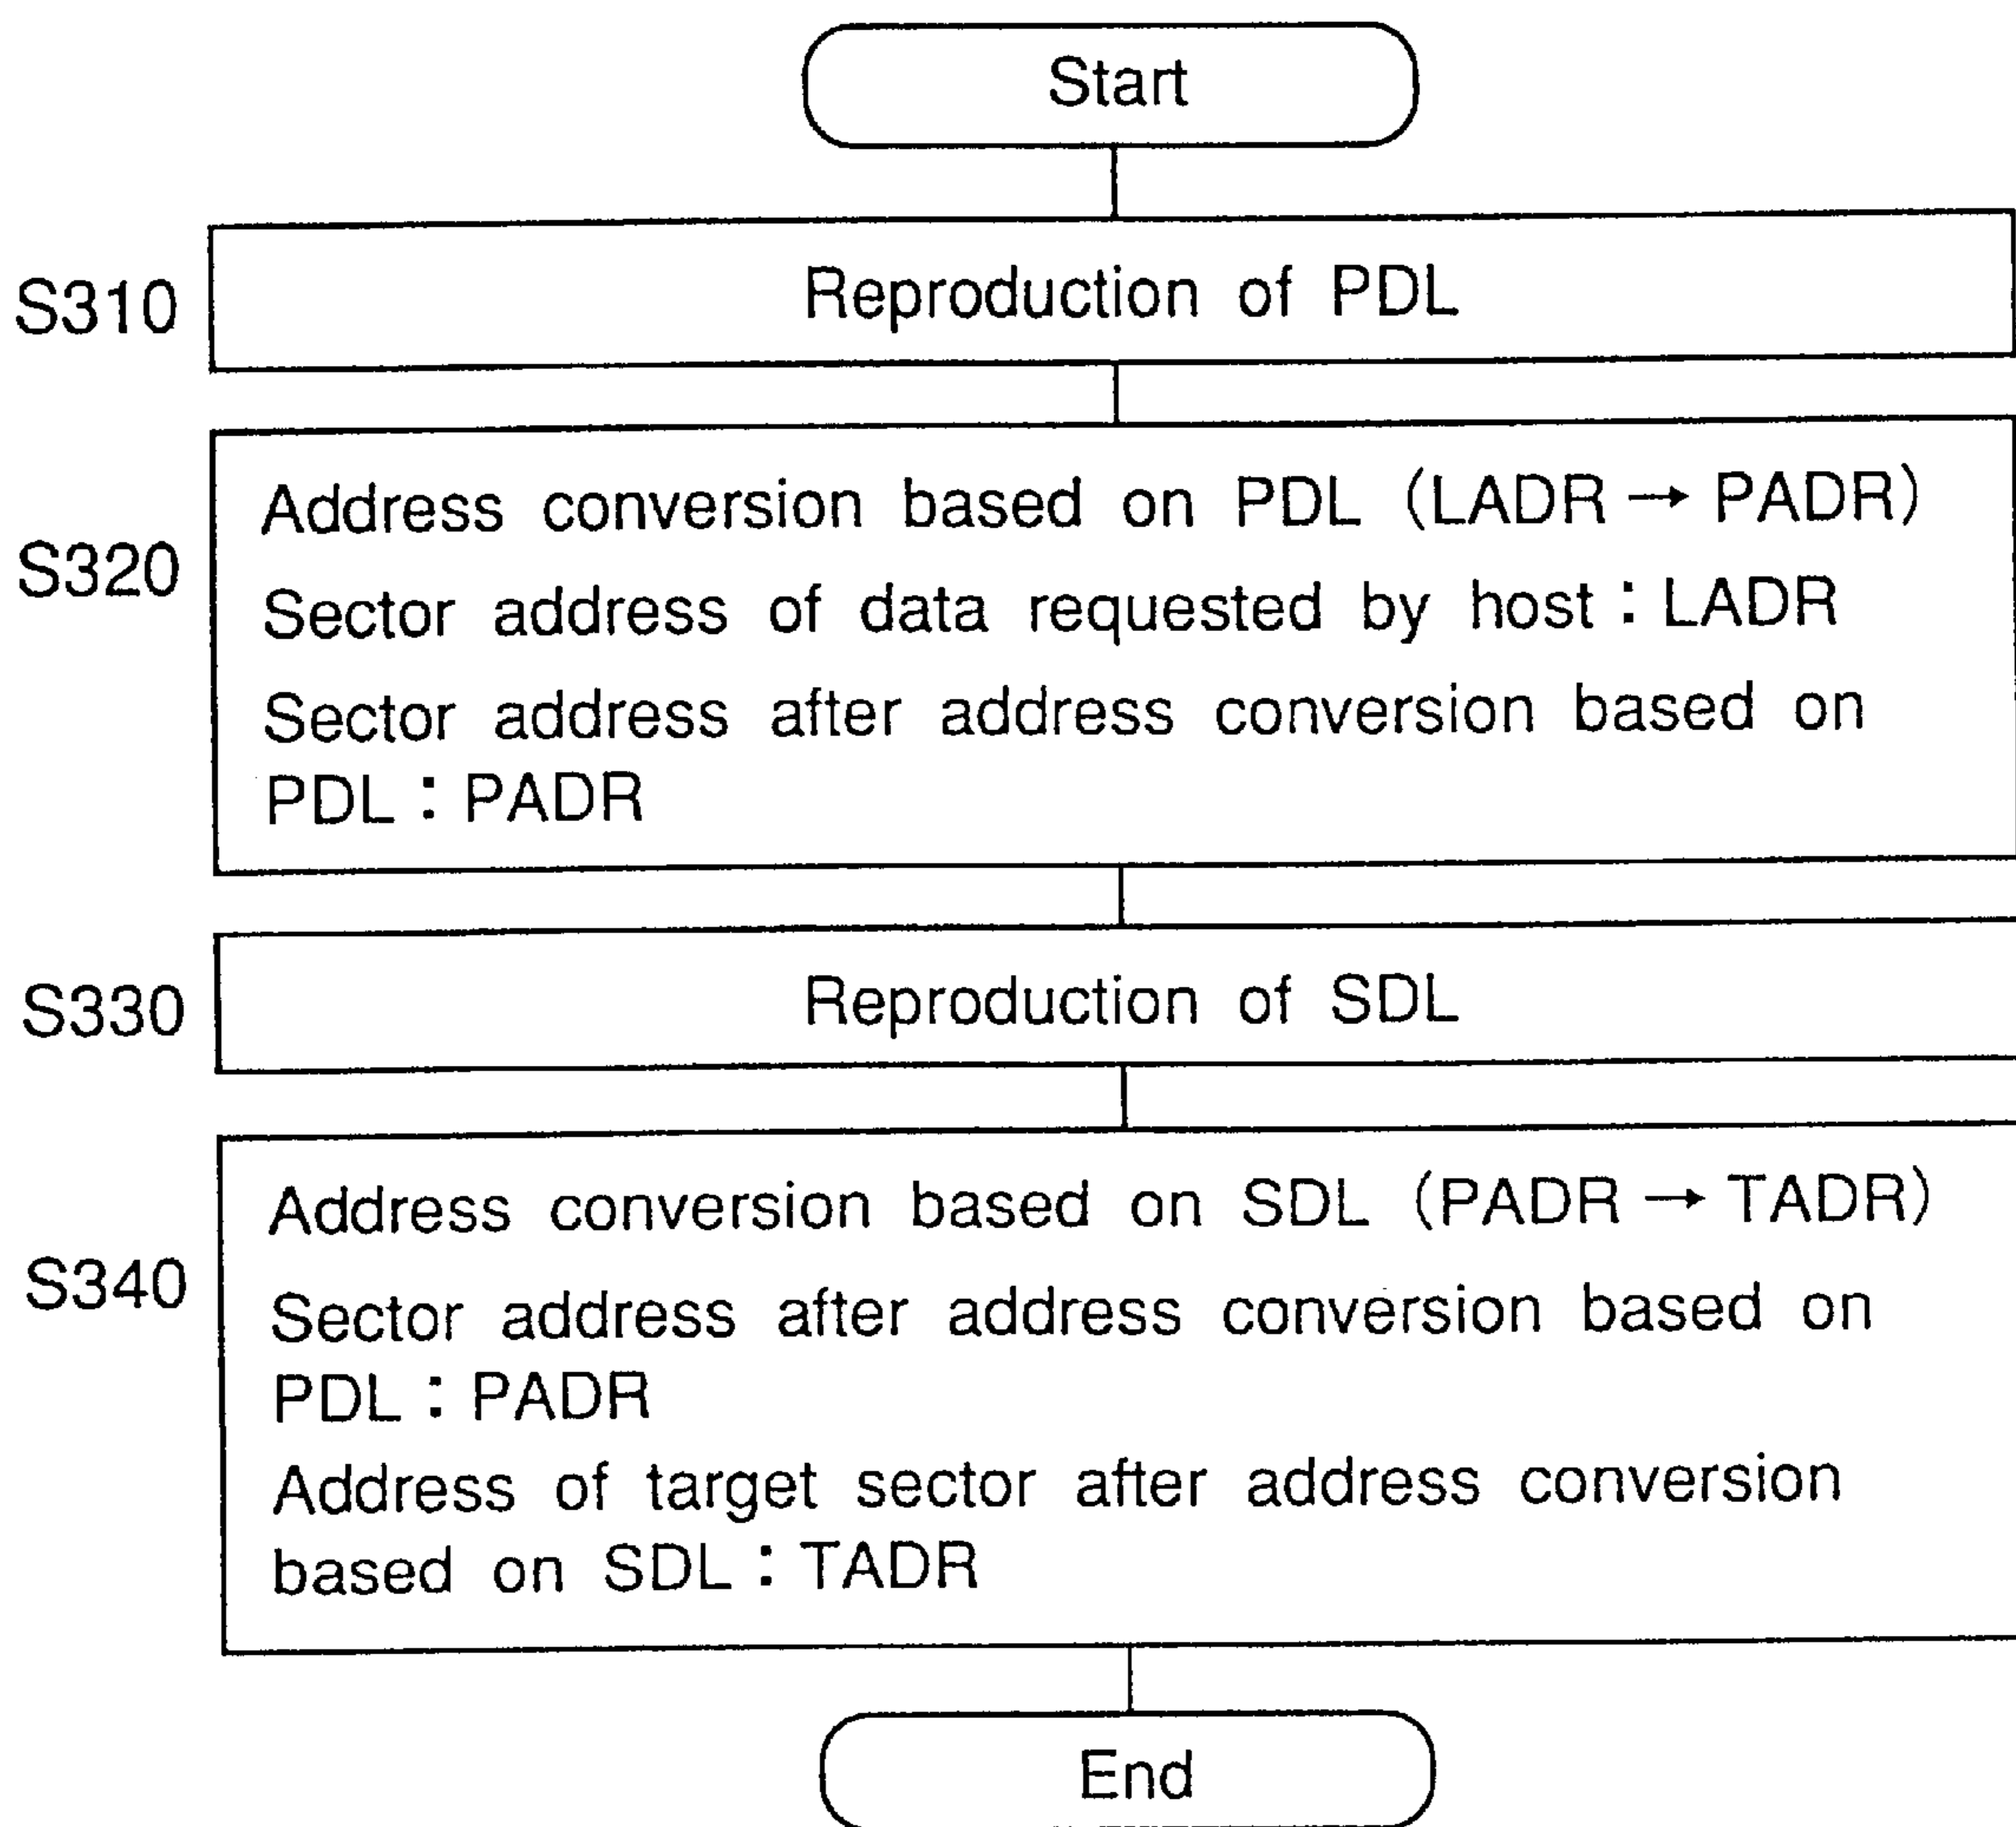 Start
S310
Reproduction of PDL
S320
Address conversion based on PDL (LADR → PADR)
Sector address of data requested by host : LADR
Sector address after address conversion based on
PDL : PADR
S330
Reproduction of SDL
S340
Address conversion based on SDL (PADR → TADR)
Sector address after address conversion based on
PDL : PADR
Address of target sector after address conversion
based on SDL : TADR
End